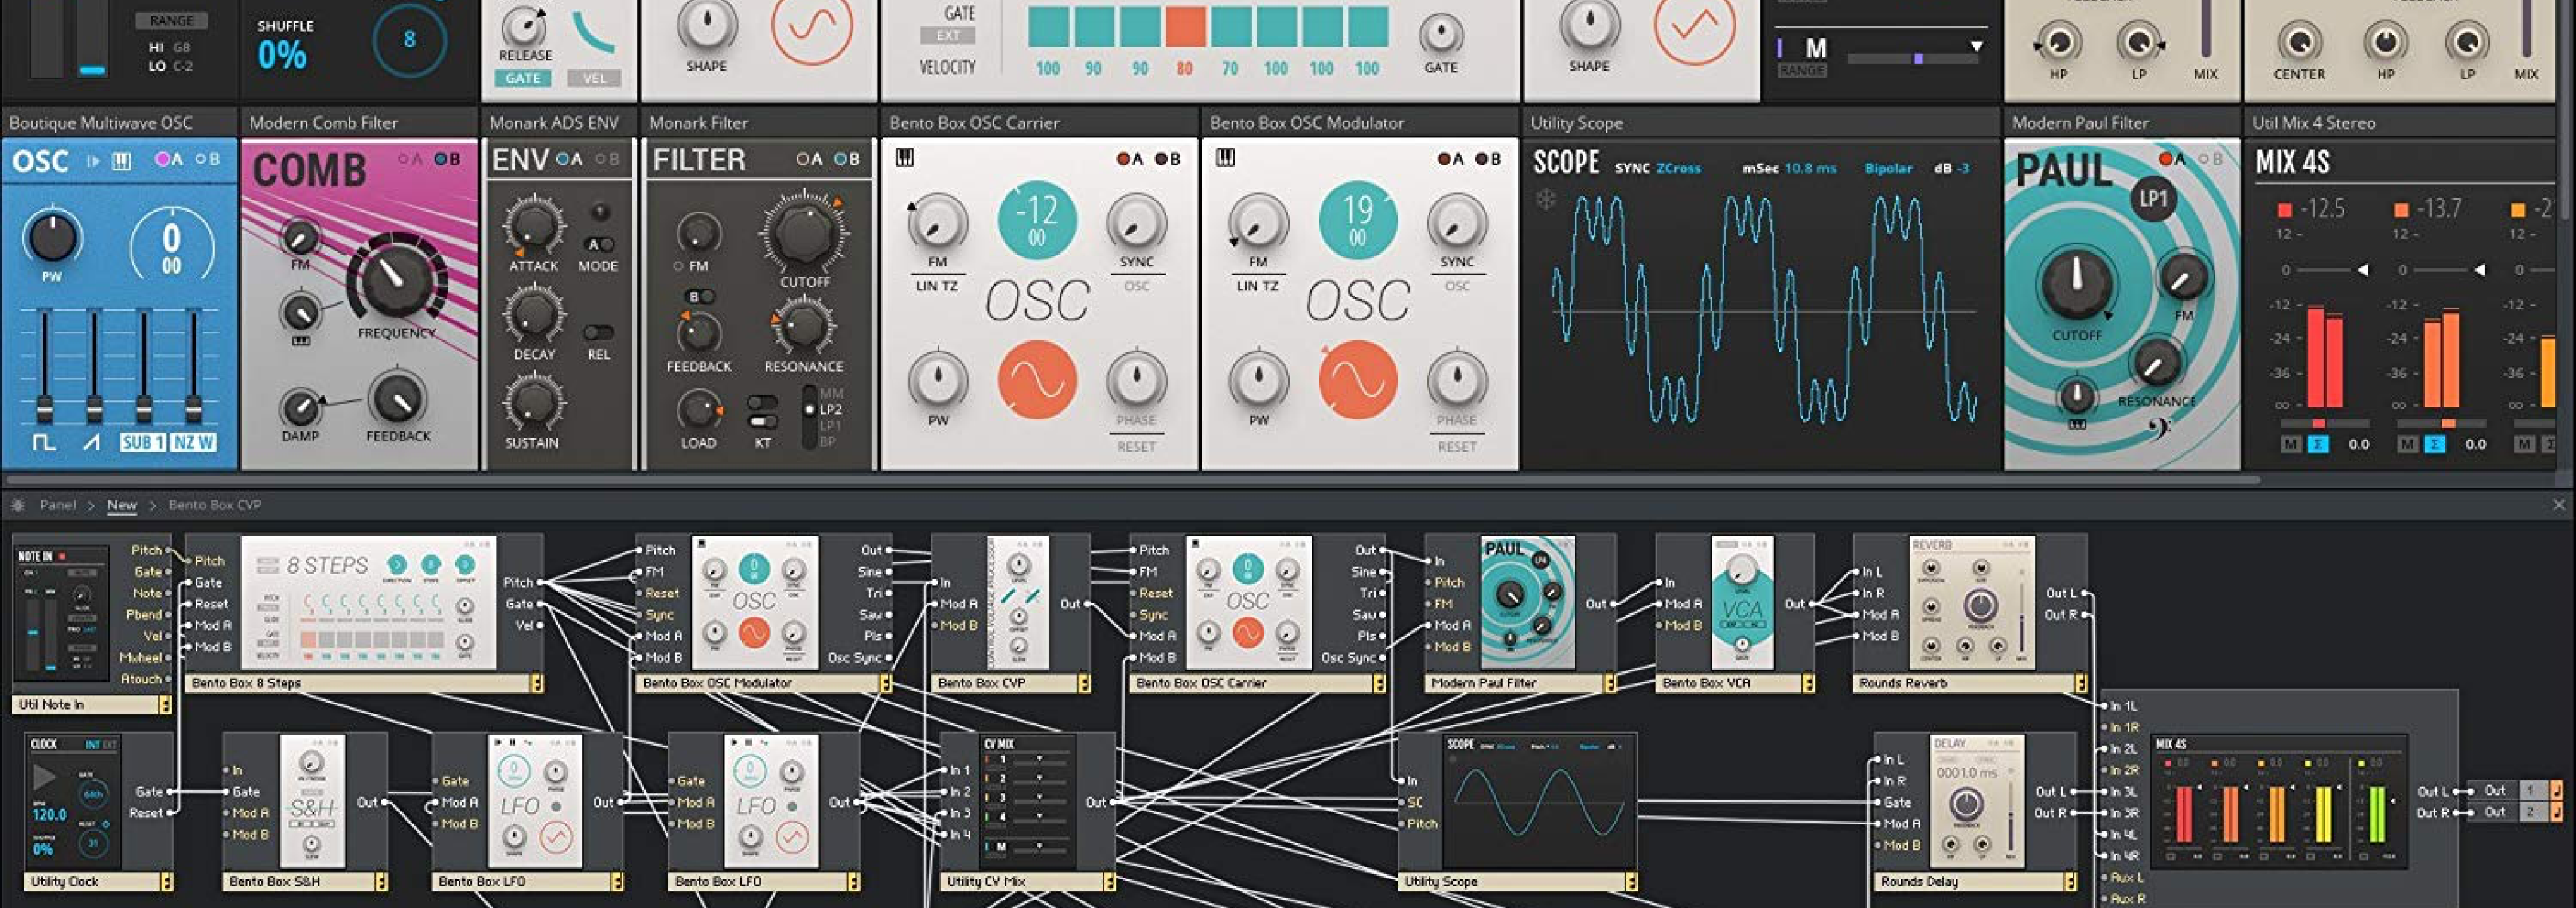 RANGE
HI G8
LO C-2
SHUFFLE
0%
8
RELEASE
GATE VEL
SHAPE
GATE
EXT
VELOCITY
100 90 90 80 70 100 100 100
GATE
SHAPE
M
RANGE
HP LP MIX
CENTER HP LP MIX
Boutique Multiwave OSC
OSC A B
PW
0
00
SUB 1 NZ W
Modern Comb Filter
COMB A B
FM
FREQUENCY
DAMP FEEDBACK
Monark ADS ENV
ENV A B
ATTACK
A
MODE
DECAY REL
SUSTAIN
Monark Filter
FILTER A B
FM
CUTOFF
B
FEEDBACK RESONANCE
MM
LP2
LP1
BP
LOAD KT
Bento Box OSC Carrier
A B
-12
00
FM SYNC
LIN TZ OSC
OSC
PW PHASE
RESET
Bento Box OSC Modulator
A B
19
00
FM SYNC
LIN TZ OSC
OSC
PW PHASE
RESET
Utility Scope
SCOPE SYNC ZCross mSec 10.8 ms Bipolar dB -3
Modern Paul Filter
PAUL A B
LP1
CUTOFF FM
RESONANCE
Util Mix 4 Stereo
MIX 4S
-12.5 -13.7 -2
12 - 12 - 12 -
0 0 0
-12 - -12 - -12 -
-24 - -24 - -24 -
-36 - -36 - -36 -
∞ - ∞ - ∞ -
M Σ 0.0 M Σ 0.0 M Σ
Panel > New > Bento Box CVP
NOTE IN
Pitch
Gate
Note
Pbend
Vel
Mwheel
Atouch
Util Note In
Pitch
Gate
Reset
Mod A
Mod B
8 STEPS
Pitch
Gate
Vel
Bento Box 8 Steps
Pitch
FM
Reset
Sync
Mod A
Mod B
OSC
Out
Sine
Tri
Saw
Pls
Osc Sync
Bento Box OSC Modulator
In
Mod A
Mod B
Out
Bento Box CVP
Pitch
FM
Reset
Sync
Mod A
Mod B
OSC
Out
Sine
Tri
Saw
Pls
Osc Sync
Bento Box OSC Carrier
In
Pitch
FM
Mod A
Mod B
PAUL
Out
Modern Paul Filter
In
Mod A
Mod B
VCA
Out
Bento Box VCA
In L
In R
Mod A
Mod B
REVERB
Out L
Out R
Rounds Reverb
CLOCK INT EXT
120.0
0%
Gate
Reset
Utility Clock
In
Gate
Mod A
Mod B
S&H
Out
Bento Box S&H
Gate
Mod A
Mod B
LFO
Out
Bento Box LFO
Gate
Mod A
Mod B
LFO
Out
Bento Box LFO
In 1
In 2
In 3
In 4
CV MIX
1
2
3
4
M
Out
Utility CV Mix
In
SC
Pitch
SCOPE
Utility Scope
In L
In R
Gate
Mod A
Mod B
DELAY
0001.0 ms
Out L
Out R
Rounds Delay
In 1L
In 1R
In 2L
In 2R
In 3L
In 3R
In 4L
In 4R
Aux L
Aux R
MIX 4S
Out L
Out R
Out 1
Out 2